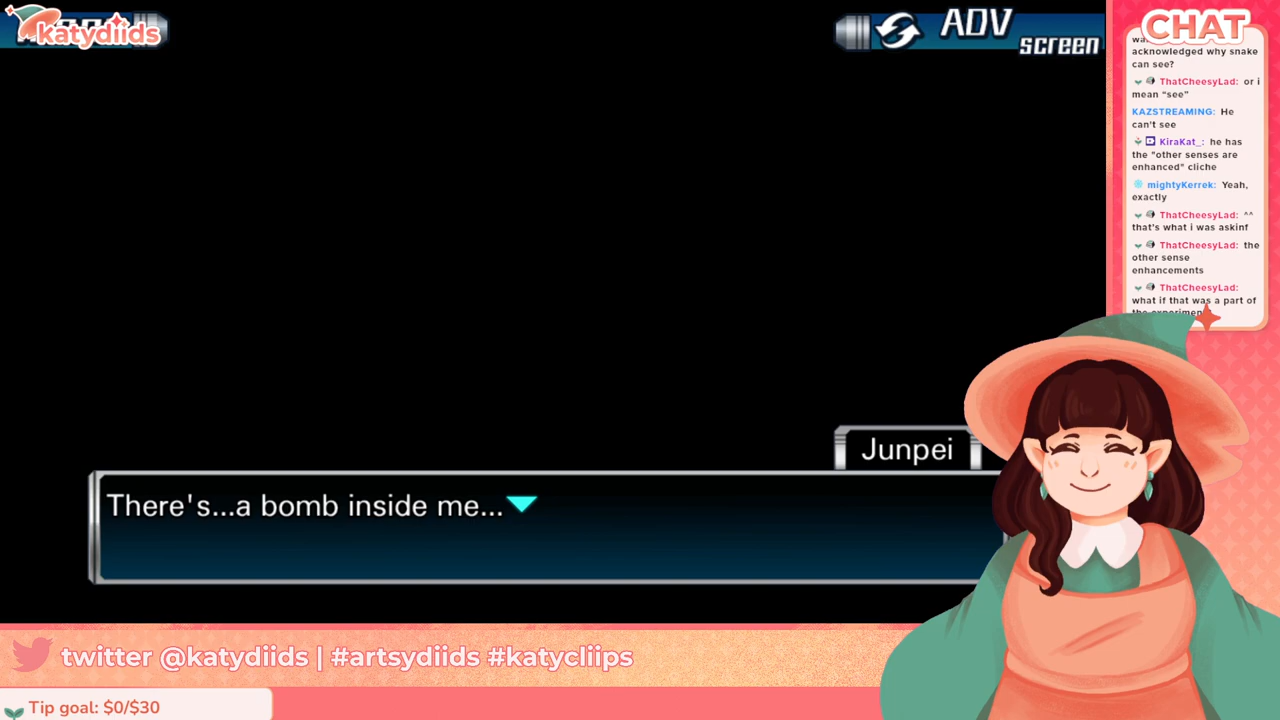 katydiids
ADV
screen
CHAT
acknowledged why snake
can see?
ThatCheesyLad: or i
mean “see”
KAZSTREAMING: He
can't see
KiraKat_: he has
the "other senses are
enhanced" cliche
mightyKerrek: Yeah,
exactly
ThatCheesyLad: ^^
that's what i was askinf
ThatCheesyLad: the
other sense
enhancements
ThatCheesyLad:
what if that was a part of
the experiment
Junpei
There's...a bomb inside me...
twitter @katydiids | #artsydiids #katycliips
Tip goal: $0/$30